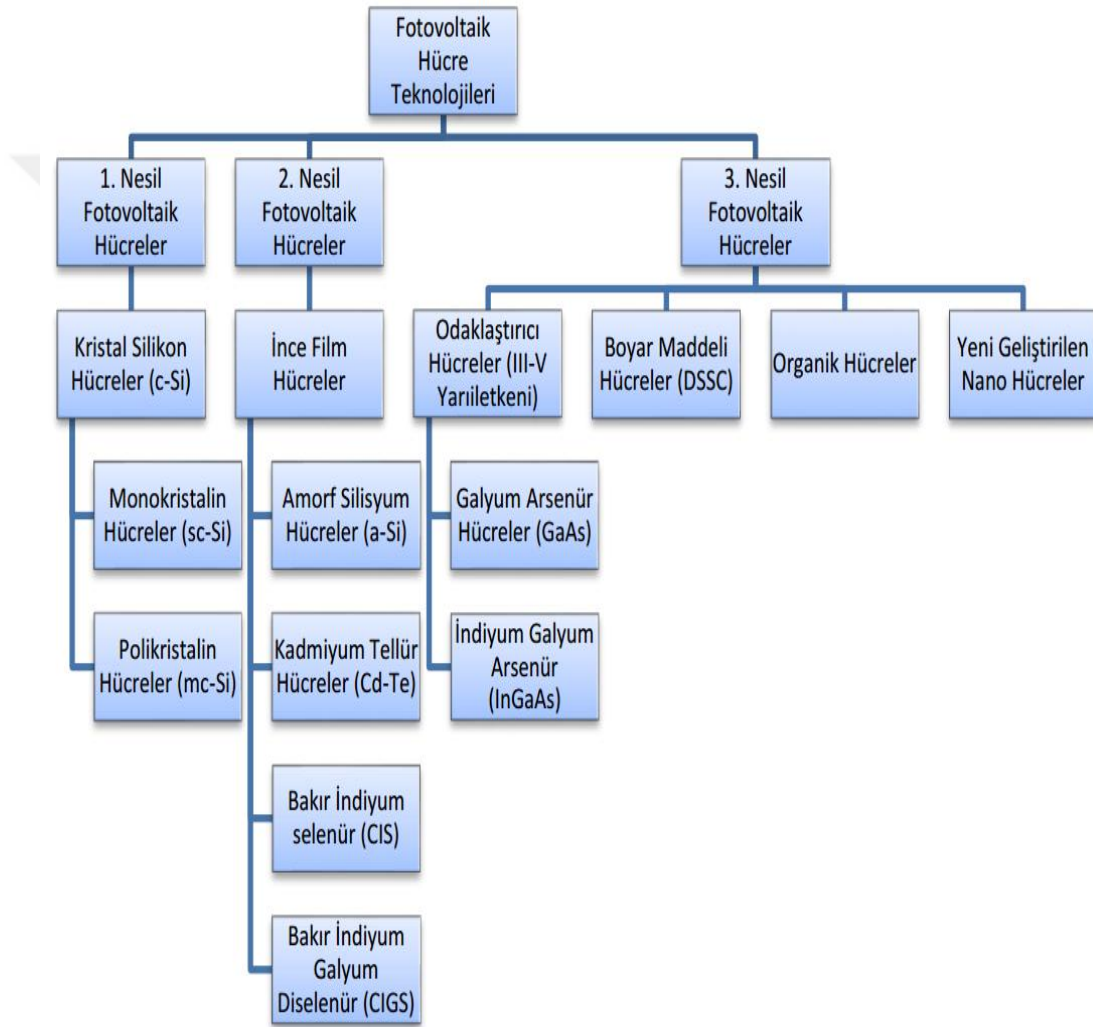 Fotovoltaik
Hücre
Teknolojileri
1. Nesil
Fotovoltaik
Hücreler
2. Nesil
Fotovoltaik
Hücreler
3. Nesil
Fotovoltaik
Hücreler
Kristal Silikon
Hücreler (c-Si)
İnce Film
Hücreler
Odaklaştırıcı
Hücreler (III-V
Yarıiletkeni)
Boyar Maddeli
Hücreler (DSSC)
Organik Hücreler
Yeni Geliştirilen
Nano Hücreler
Monokristalin
Hücreler (sc-Si)
Amorf Silisyum
Hücreler (a-Si)
Galyum Arsenür
Hücreler (GaAs)
Polikristalin
Hücreler (mc-Si)
Kadmiyum Tellür
Hücreler (Cd-Te)
İndiyum Galyum
Arsenür
(InGaAs)
Bakır İndiyum
selenür (CIS)
Bakır İndiyum
Galyum
Diselenür (CIGS)